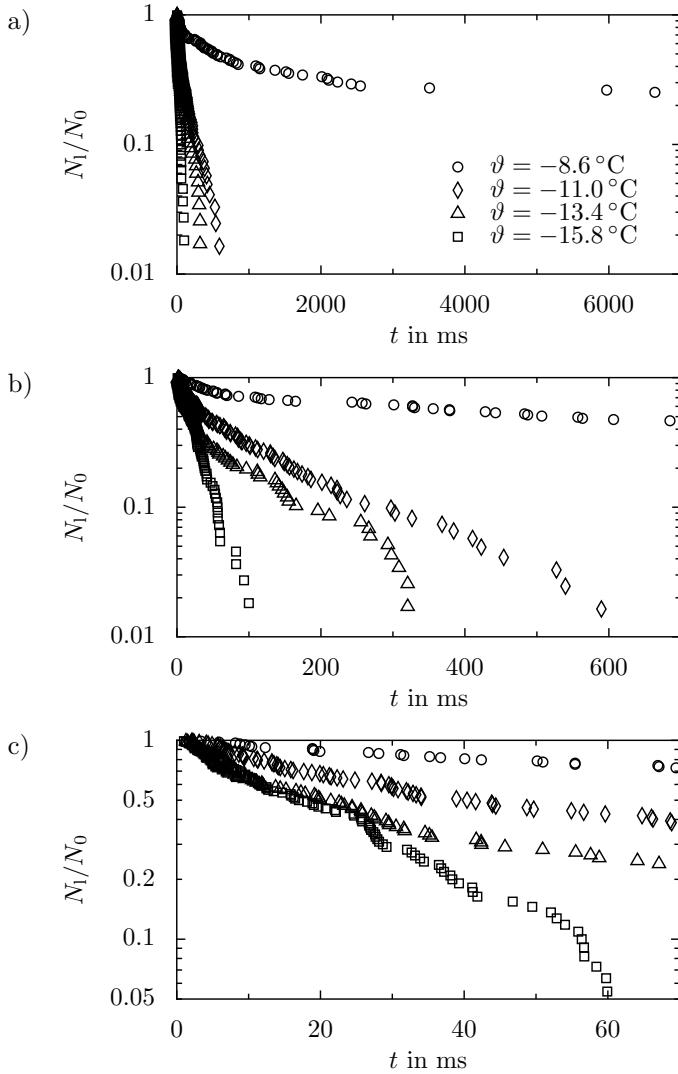 a)
1
0.1
0.01
N₁/N₀
ϑ = −8.6 °C
ϑ = −11.0 °C
ϑ = −13.4 °C
ϑ = −15.8 °C
0 2000 4000 6000
t in ms
b)
1
0.1
0.01
N₁/N₀
0 200 400 600
t in ms
c)
1
0.5
0.2
0.1
0.05
N₁/N₀
0 20 40 60
t in ms